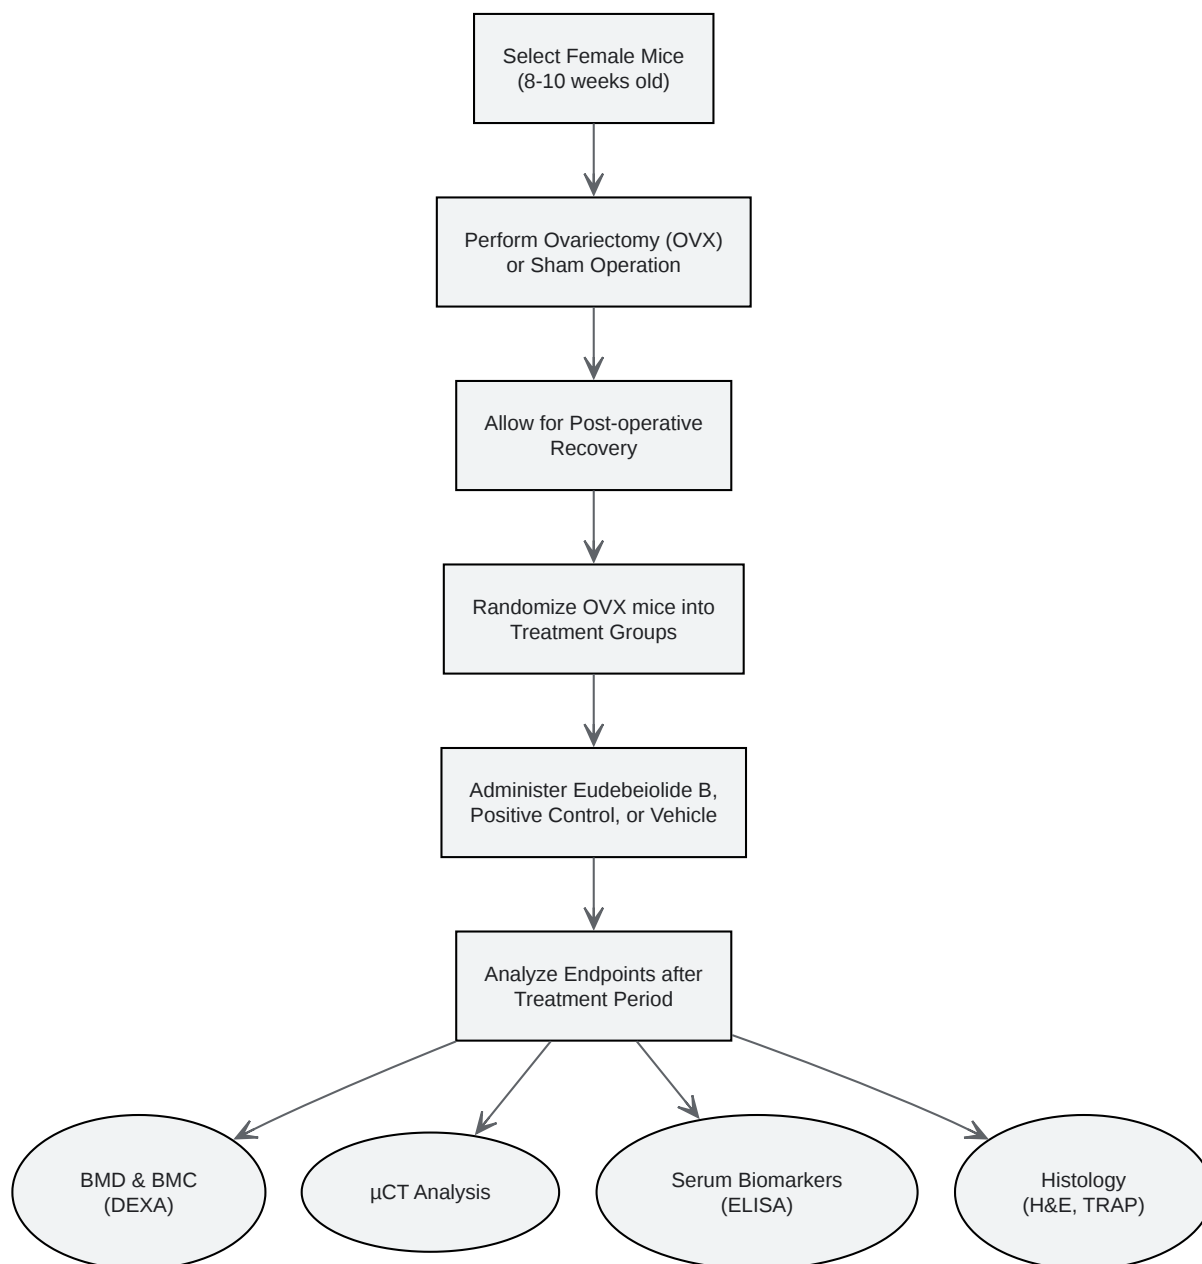 Select Female Mice
(8-10 weeks old)
Perform Ovariectomy (OVX)
or Sham Operation
Allow for Post-operative
Recovery
Randomize OVX mice into
Treatment Groups
Administer Eudebeiolide B,
Positive Control, or Vehicle
Analyze Endpoints after
Treatment Period
BMD & BMC
(DEXA)
µCT Analysis
Serum Biomarkers
(ELISA)
Histology
(H&E, TRAP)